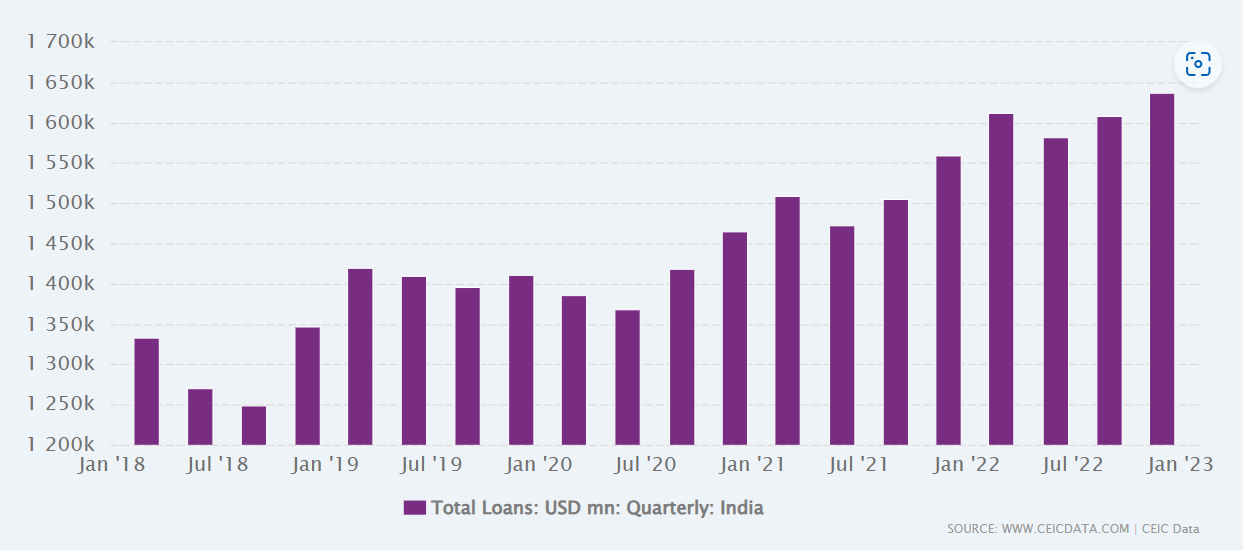 1 700k
1 650k
1 600k
1 550k
1 500k
1 450k
1 400k
1 350k
1 300k
1 250k
1 200k
Jan '18 Jul '18 Jan '19 Jul '19 Jan '20 Jul '20 Jan '21 Jul '21 Jan '22 Jul '22 Jan '23
Total Loans: USD mn: Quarterly: India
SOURCE: WWW.CEICDATA.COM | CEIC Data